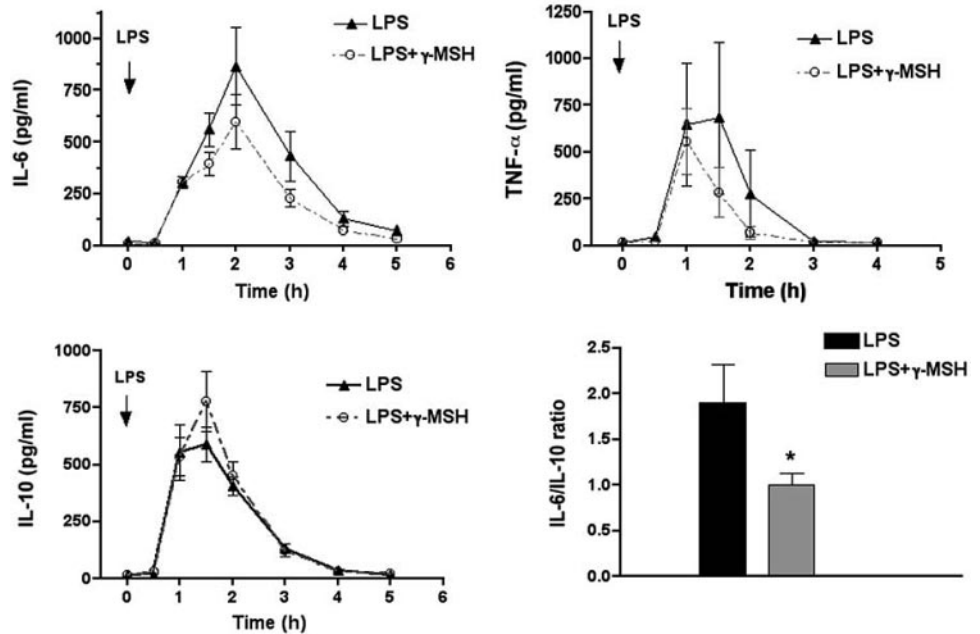 LPS
LPS+γ-MSH
LPS
1000
750
500
250
0
IL-6 (pg/ml)
0 1 2 3 4 5 6
Time (h)
LPS
LPS+γ-MSH
LPS
1250
1000
750
500
250
0
TNF-α (pg/ml)
0 1 2 3 4 5
Time (h)
LPS
LPS+γ-MSH
LPS
1000
750
500
250
0
IL-10 (pg/ml)
0 1 2 3 4 5 6
Time (h)
LPS
LPS+γ-MSH
2.5
2.0
1.5
1.0
0.5
0.0
IL-6/IL-10 ratio
*